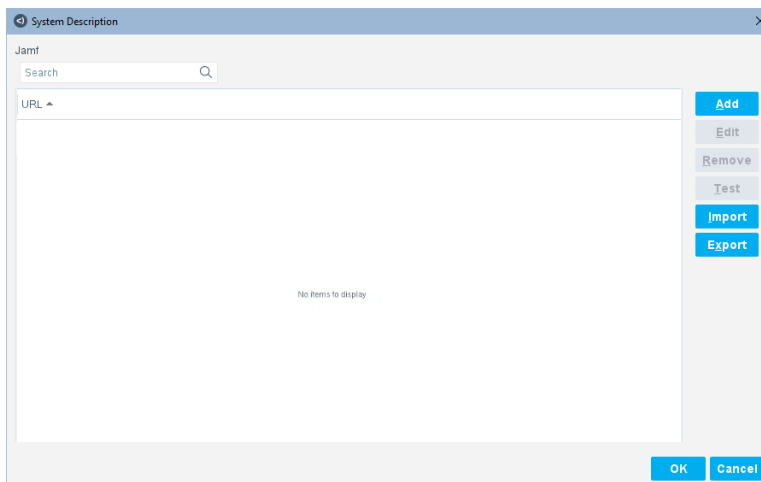 System Description
Jamf
Search
URL
Add
Edit
Remove
Test
Import
Export
No items to display
OK
Cancel